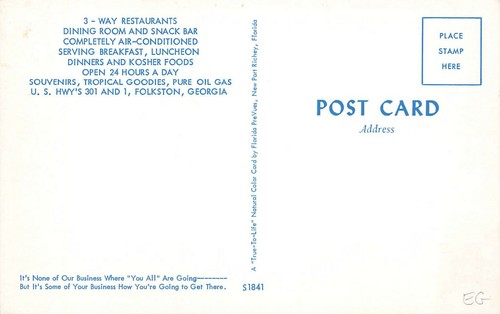 3 - WAY RESTAURANTS
DINING ROOM AND SNACK BAR
COMPLETELY AIR-CONDITIONED
SERVING BREAKFAST, LUNCHEON
DINNERS AND KOSHER FOODS
OPEN 24 HOURS A DAY
SOUVENIRS, TROPICAL GOODIES, PURE OIL GAS
U. S. HWY'S 301 AND 1, FOLKSTON, GEORGIA
It's None of Our Business Where "You All" Are Going--------
But It's Some of Your Business How You're Going to Get There.
S1841
A "True-To-Life" Natural Color Card by Florida PreVues, New Port Richey, Florida
PLACE
STAMP
HERE
POST CARD
Address
EG